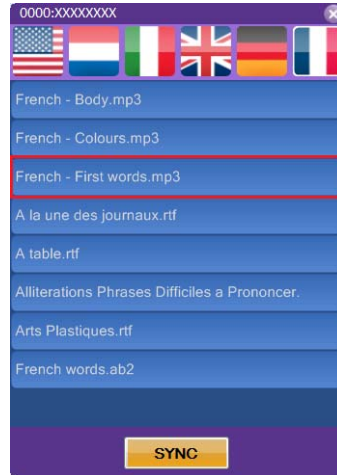 0000:XXXXXXXX
French - Body.mp3
French - Colours.mp3
French - First words.mp3
A la une des journaux.rtf
A table.rtf
Alliterations Phrases Difficiles a Prononcer.
Arts Plastiques.rtf
French words.ab2
SYNC